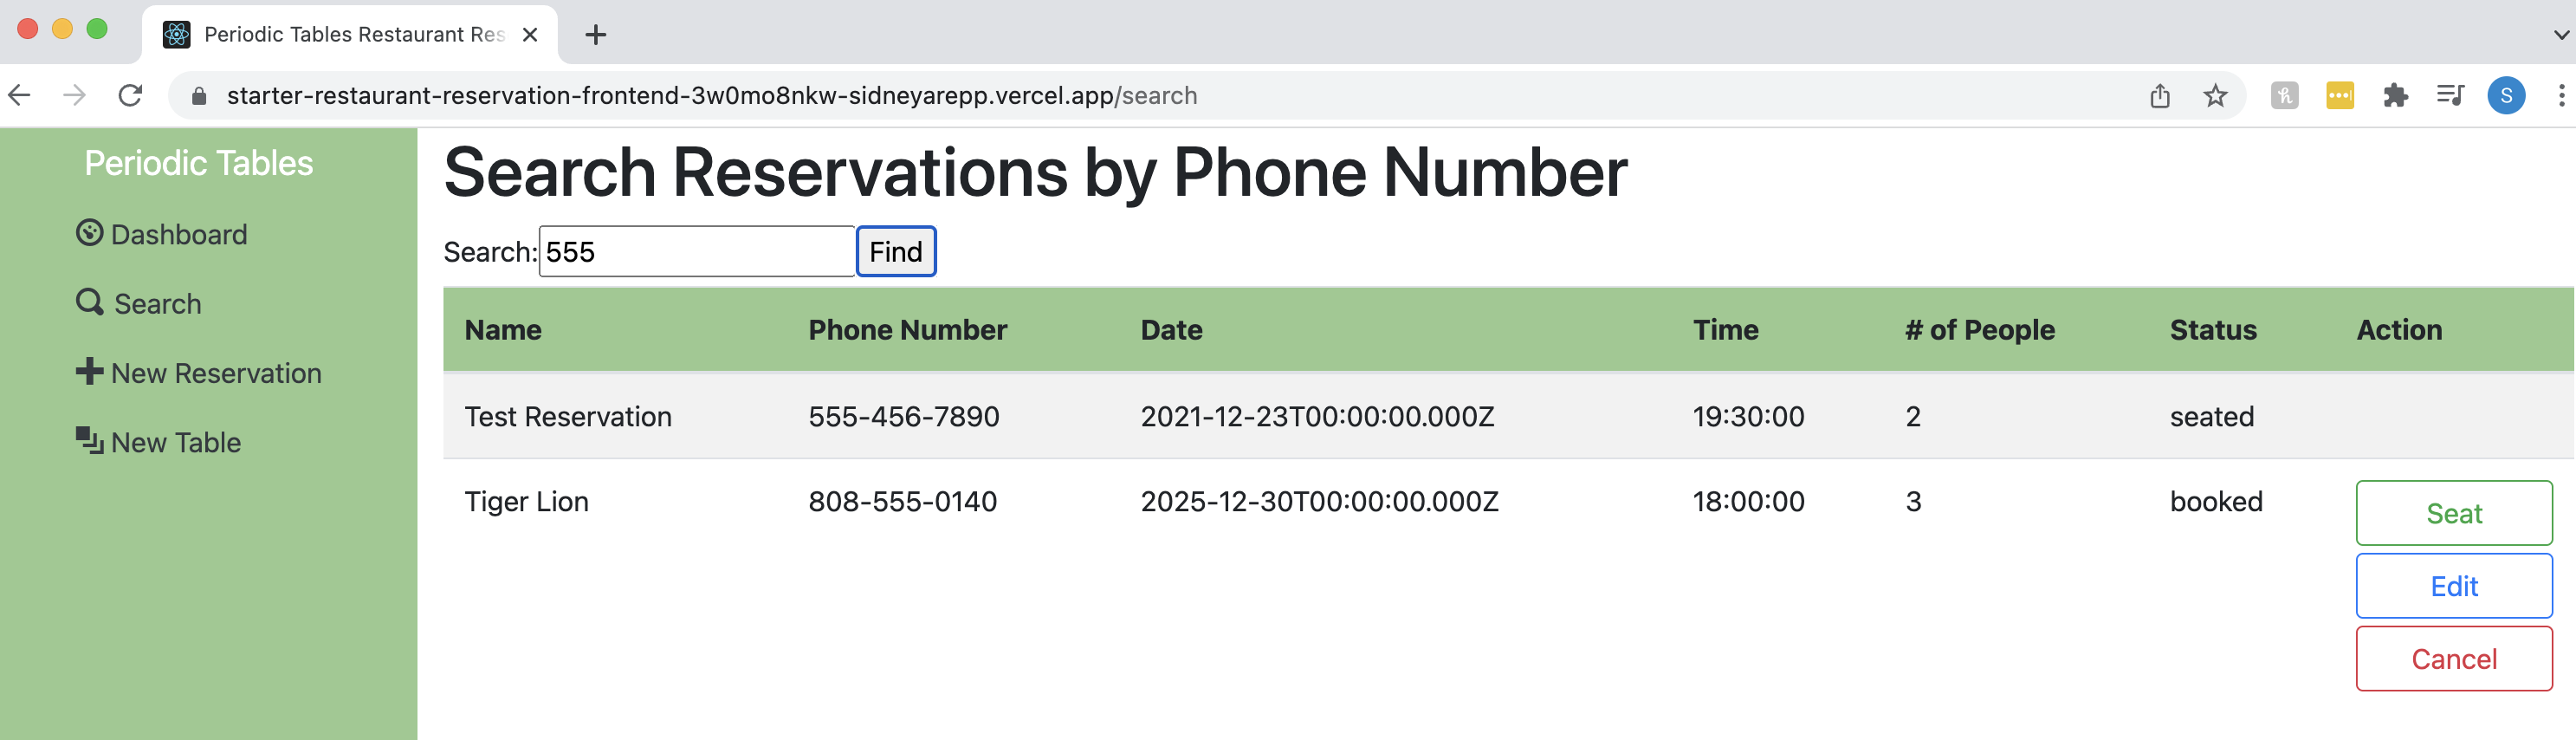 Periodic Tables Restaurant Res
starter-restaurant-reservation-frontend-3w0mo8nkw-sidneyarepp.vercel.app/search
S
Periodic Tables
Dashboard
Search
New Reservation
New Table
Search Reservations by Phone Number
Search: 555 Find
Name Phone Number Date Time # of People Status Action
Test Reservation 555-456-7890 2021-12-23T00:00:00.000Z 19:30:00 2 seated
Tiger Lion 808-555-0140 2025-12-30T00:00:00.000Z 18:00:00 3 booked Seat
Edit
Cancel